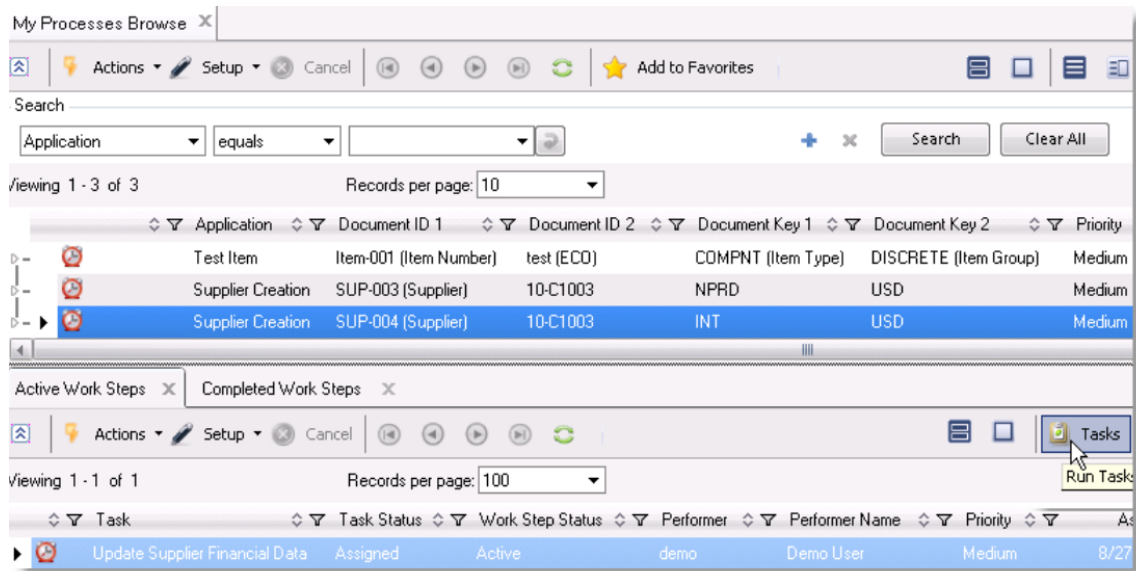 My Processes Browse
Actions Setup Cancel Add to Favorites
Search
Application equals Search Clear All
Viewing 1 - 3 of 3 Records per page: 10
Application Document ID 1 Document ID 2 Document Key 1 Document Key 2 Priority
Test Item Item-001 (Item Number) test (ECO) COMPNT (Item Type) DISCRETE (Item Group) Medium
Supplier Creation SUP-003 (Supplier) 10-C1003 NPRD USD Medium
Supplier Creation SUP-004 (Supplier) 10-C1003 INT USD Medium
Active Work Steps Completed Work Steps
Actions Setup Cancel Tasks
Viewing 1 - 1 of 1 Records per page: 100 Run Tasks
Task Task Status Work Step Status Performer Performer Name Priority As
Update Supplier Financial Data Assigned Active demo Demo User Medium 8/27